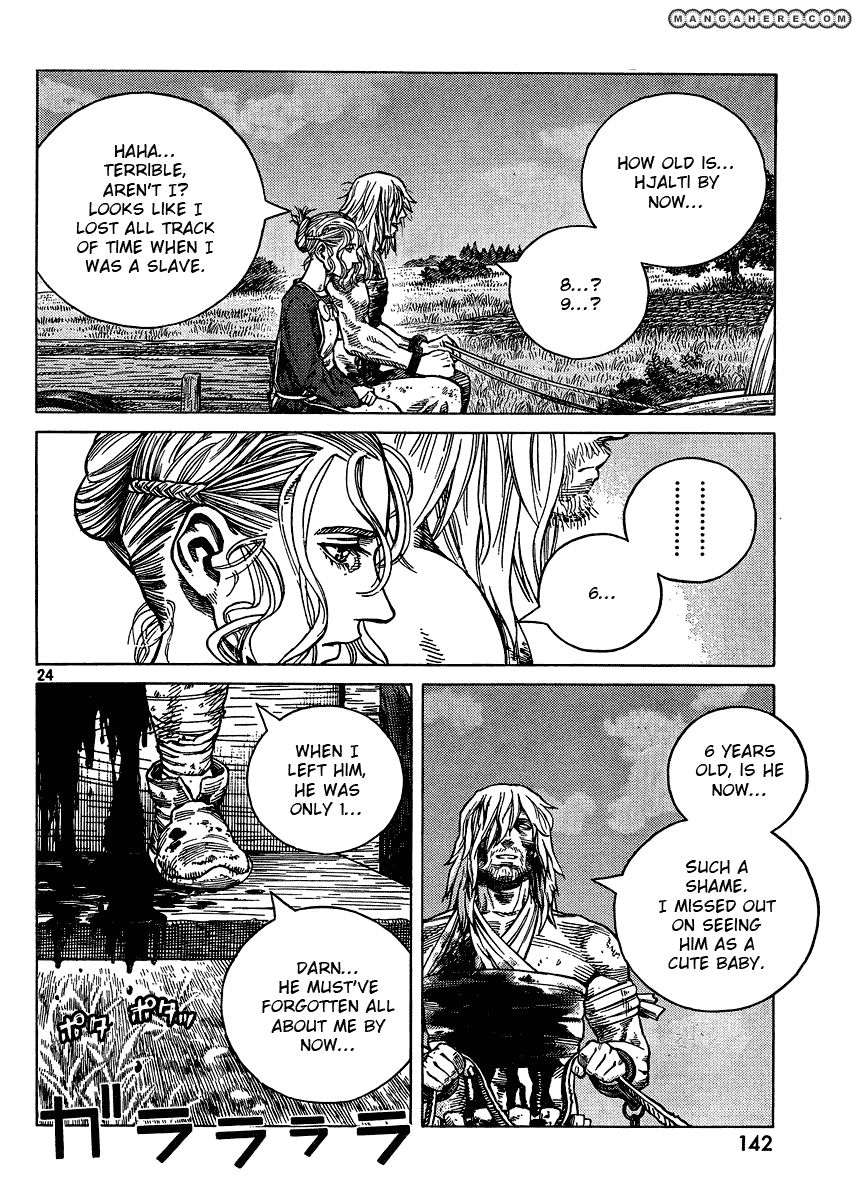 MANGAHERE.COM
HOW OLD IS...
HJALTI BY
NOW...
8...?
9...?
HAHA...
TERRIBLE,
AREN'T I?
LOOKS LIKE I
LOST ALL TRACK
OF TIME WHEN I
WAS A SLAVE.
.........
.........
6...
24
6 YEARS
OLD, IS HE
NOW...
SUCH A
SHAME.
I MISSED OUT
ON SEEING
HIM AS A
CUTE BABY.
WHEN I
LEFT HIM,
HE WAS
ONLY 1...
DARN...
HE MUST'VE
FORGOTTEN ALL
ABOUT ME BY
NOW...
ポタ
ポタッ
ガララララ
142